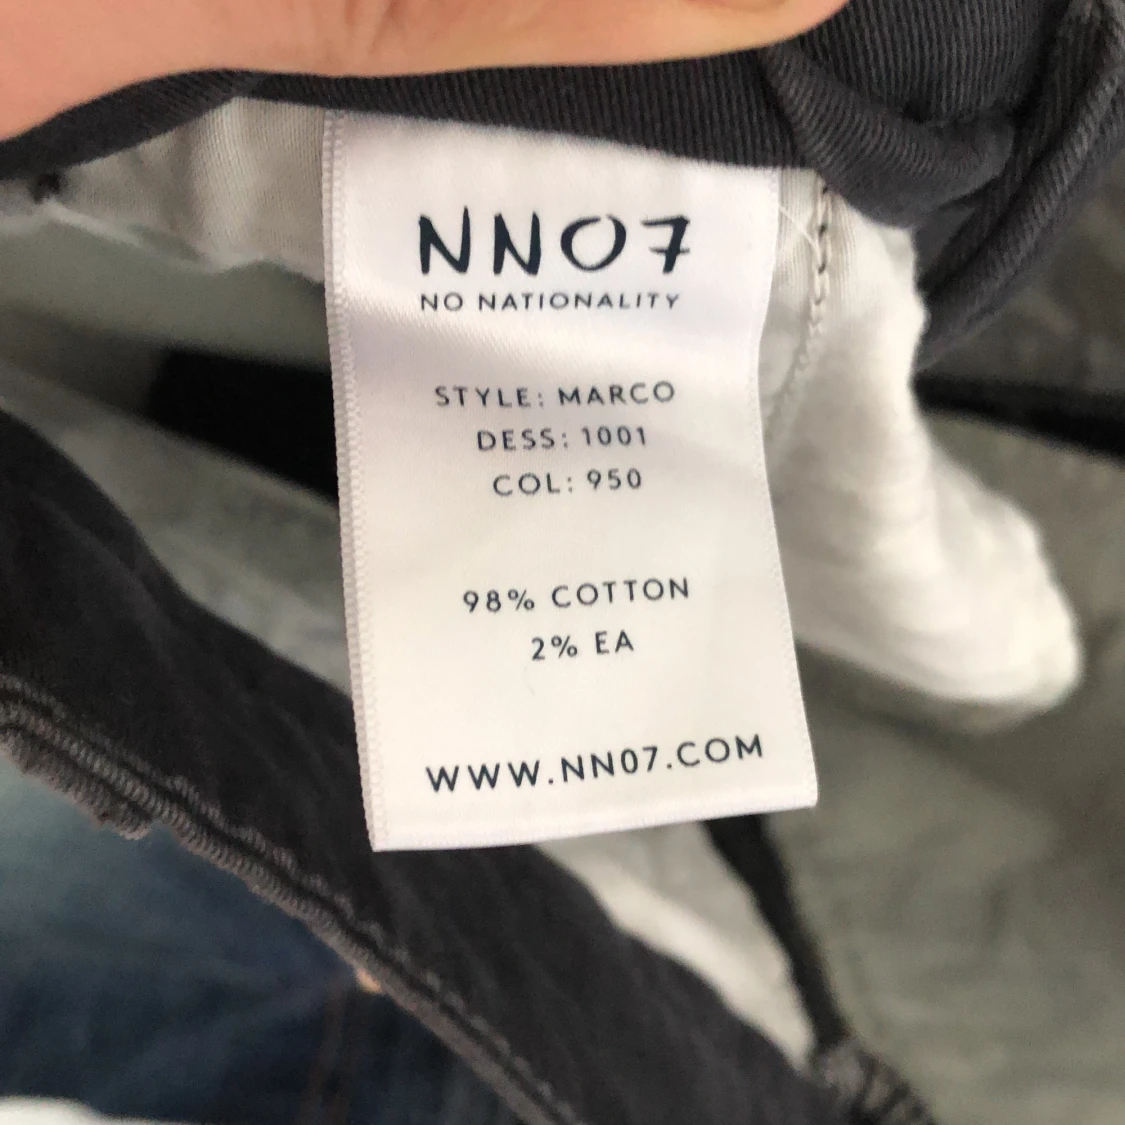 NN07
NO NATIONALITY
STYLE: MARCO
DESS: 1001
COL: 950
98% COTTON
2% EA
WWW.NN07.COM